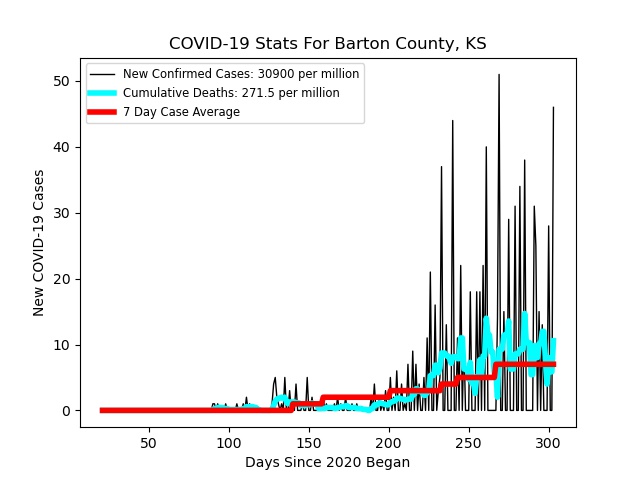 COVID-19 Stats For Barton County, KS
New Confirmed Cases: 30900 per million
Cumulative Deaths: 271.5 per million
7 Day Case Average
New COVID-19 Cases
50
40
30
20
10
0
50 100 150 200 250 300
Days Since 2020 Began